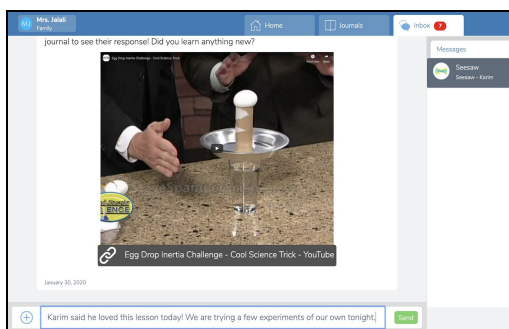 MJ
Mrs. Jalali
Family
Home
Journals
Inbox 7
journal to see their response! Did you learn anything new?
Egg Drop Inertia Challenge - Cool Science Trick
Egg Drop Inertia Challenge - Cool Science Trick - YouTube
January 30, 2020
Messages
Seesaw
Seesaw - Karim
Karim said he loved this lesson today! We are trying a few experiments of our own tonight.
Send